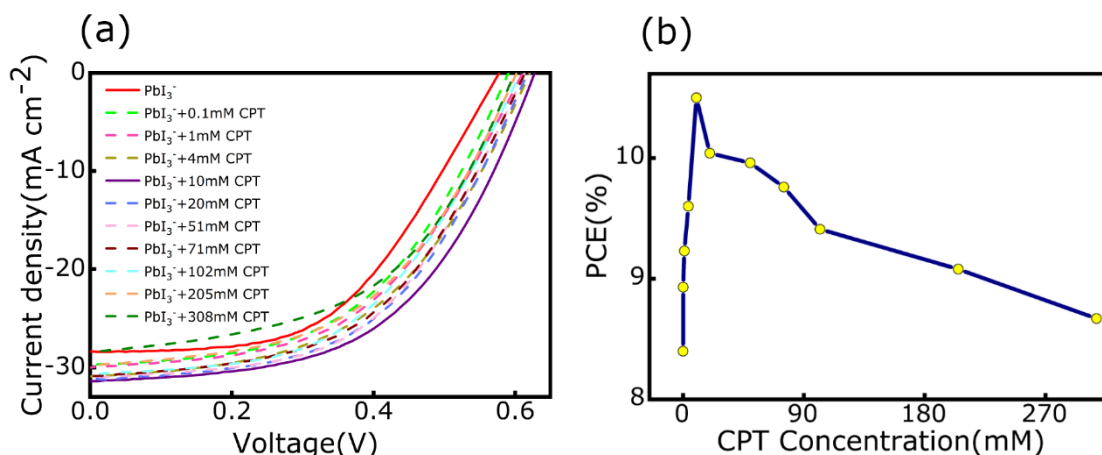 (a)
Current density(mA cm⁻²)
0
-10
-20
-30
PbI₃⁻
PbI₃⁻+0.1mM CPT
PbI₃⁻+1mM CPT
PbI₃⁻+4mM CPT
PbI₃⁻+10mM CPT
PbI₃⁻+20mM CPT
PbI₃⁻+51mM CPT
PbI₃⁻+71mM CPT
PbI₃⁻+102mM CPT
PbI₃⁻+205mM CPT
PbI₃⁻+308mM CPT
0.0 0.2 0.4 0.6
Voltage(V)
(b)
PCE(%)
10
9
8
0 90 180 270
CPT Concentration(mM)